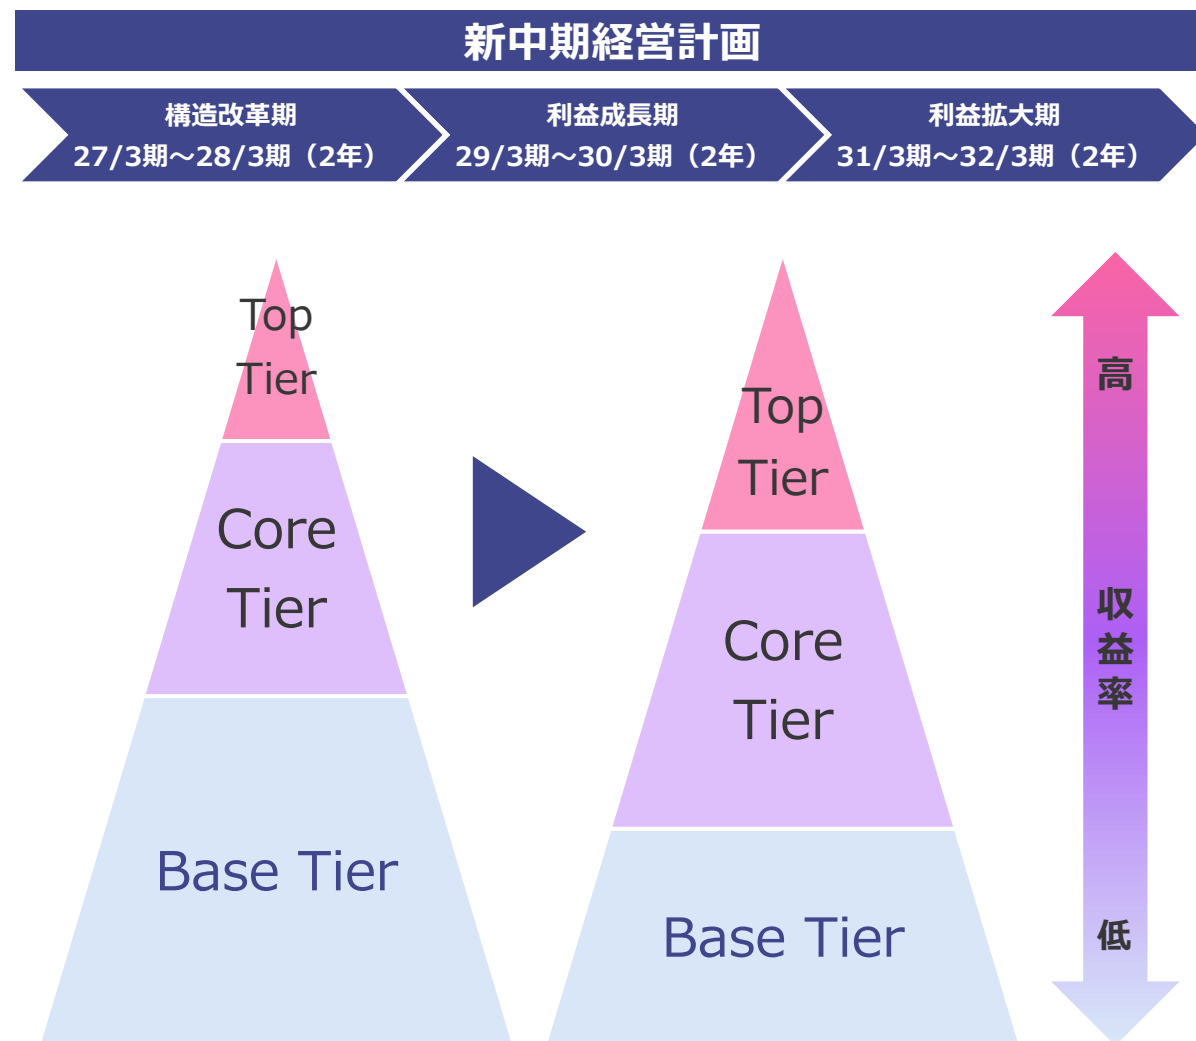 新中期経営計画
構造改革期
27/3期～28/3期（2年）
利益成長期
29/3期～30/3期（2年）
利益拡大期
31/3期～32/3期（2年）
Top
Tier
Core
Tier
Base Tier
Top
Tier
Core
Tier
Base Tier
高
収
益
率
低